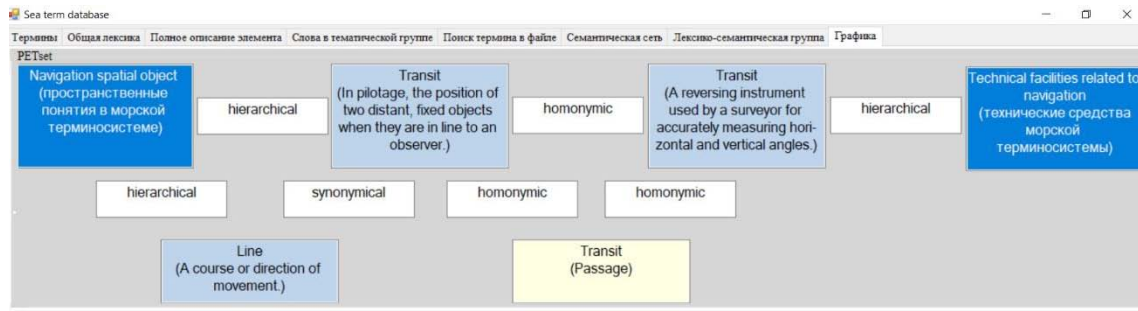 Sea term database
Термины Общая лексика Полное описание элемента Слова в тематической группе Поиск термина в файле Семантическая сеть Лексико-семантическая группа Графика
PETset
Navigation spatial object
(пространственные
понятия в морской
терминосистеме)
hierarchical
Transit
(In pilotage, the position of
two distant, fixed objects
when they are in line to an
observer.)
homonymic
Transit
(A reversing instrument
used by a surveyor for
accurately measuring hori-
zontal and vertical angles.)
hierarchical
Technical facilities related to
navigation
(технические средства
морской
терминосистемы)
hierarchical
synonymical
homonymic
homonymic
Line
(A course or direction of
movement.)
Transit
(Passage)